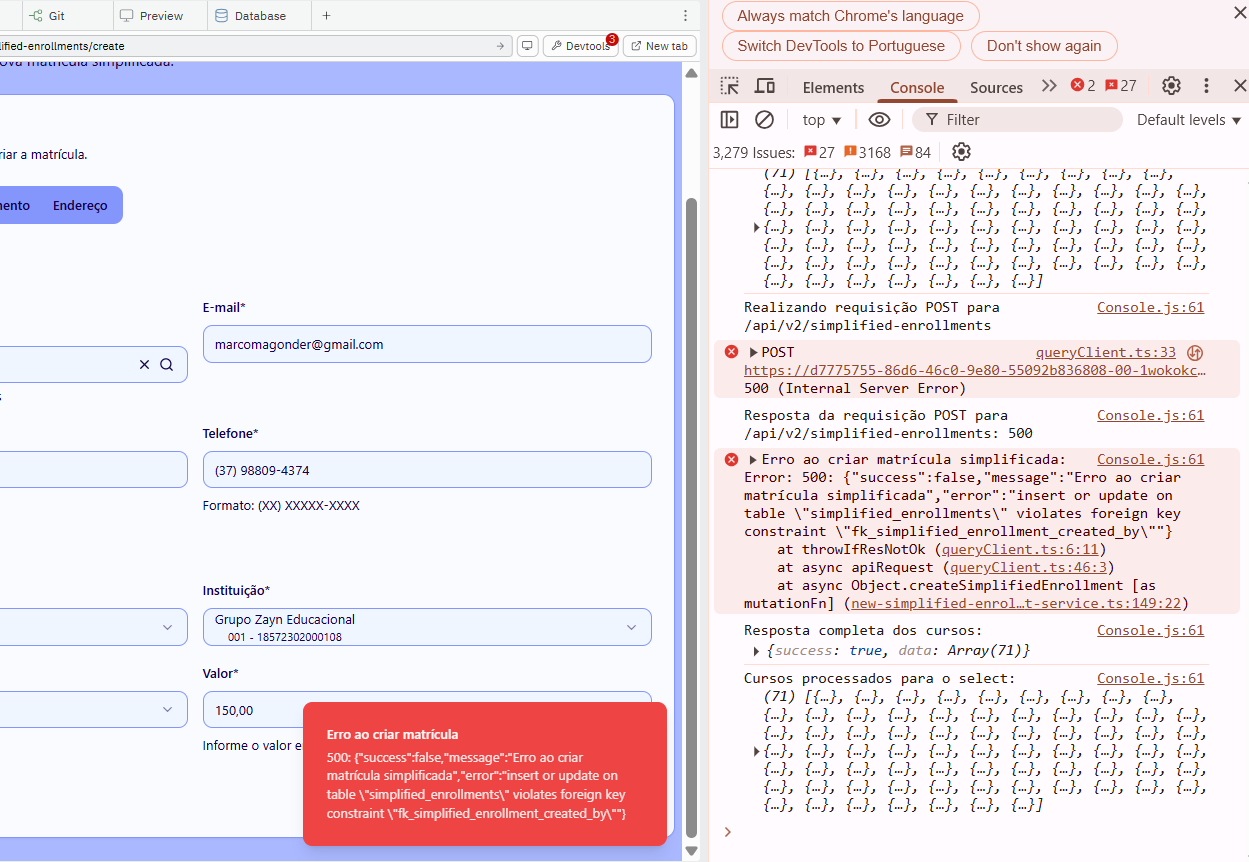 Git
Preview
Database
+
lified-enrollments/create
Devtools
3
New tab
ova matrícula simplificada.
riar a matrícula.
mento
Endereço
E-mail*
marcomagonder@gmail.com
Telefone*
(37) 98809-4374
Formato: (XX) XXXXX-XXXX
Instituição*
Grupo Zayn Educacional
001 - 18572302000108
Valor*
150,00
Informe o valor e
Erro ao criar matrícula
500: {"success":false,"message":"Erro ao criar
matrícula simplificada","error":"insert or update on
table \"simplified_enrollments\" violates foreign key
constraint \"fk_simplified_enrollment_created_by\""}
Always match Chrome's language
Switch DevTools to Portuguese
Don't show again
Elements
Console
Sources
2
27
top
Filter
Default levels
3,279 Issues:
27
3168
84
(71) [{…}, {…}, {…}, {…}, {…}, {…}, {…}, {…}, {…},
{…}, {…}, {…}, {…}, {…}, {…}, {…}, {…}, {…}, {…}, {…},
{…}, {…}, {…}, {…}, {…}, {…}, {…}, {…}, {…}, {…}, {…},
{…}, {…}, {…}, {…}, {…}, {…}, {…}, {…}, {…}, {…}, {…},
{…}, {…}, {…}, {…}, {…}, {…}, {…}, {…}, {…}, {…}, {…},
{…}, {…}, {…}, {…}, {…}, {…}, {…}, {…}, {…}, {…}, {…},
{…}, {…}, {…}, {…}, {…}, {…}, {…}]
Realizando requisição POST para
Console.js:61
/api/v2/simplified-enrollments
POST
queryClient.ts:33
https://d7775755-86d6-46c0-9e80-55092b836808-00-1wokokc…
500 (Internal Server Error)
Resposta da requisição POST para
Console.js:61
/api/v2/simplified-enrollments: 500
Erro ao criar matrícula simplificada:
Console.js:61
Error: 500: {"success":false,"message":"Erro ao criar
matrícula simplificada","error":"insert or update on
table \"simplified_enrollments\" violates foreign key
constraint \"fk_simplified_enrollment_created_by\""}
at throwIfResNotOk (queryClient.ts:6:11)
at async apiRequest (queryClient.ts:46:3)
at async Object.createSimplifiedEnrollment [as
mutationFn] (new-simplified-enrol…t-service.ts:149:22)
Resposta completa dos cursos:
Console.js:61
{success: true, data: Array(71)}
Cursos processados para o select:
Console.js:61
(71) [{…}, {…}, {…}, {…}, {…}, {…}, {…}, {…}, {…},
{…}, {…}, {…}, {…}, {…}, {…}, {…}, {…}, {…}, {…}, {…},
{…}, {…}, {…}, {…}, {…}, {…}, {…}, {…}, {…}, {…}, {…},
{…}, {…}, {…}, {…}, {…}, {…}, {…}, {…}, {…}, {…}, {…},
{…}, {…}, {…}, {…}, {…}, {…}, {…}, {…}, {…}, {…}, {…},
{…}, {…}, {…}, {…}, {…}, {…}, {…}, {…}, {…}, {…}, {…},
{…}, {…}, {…}, {…}, {…}, {…}, {…}]